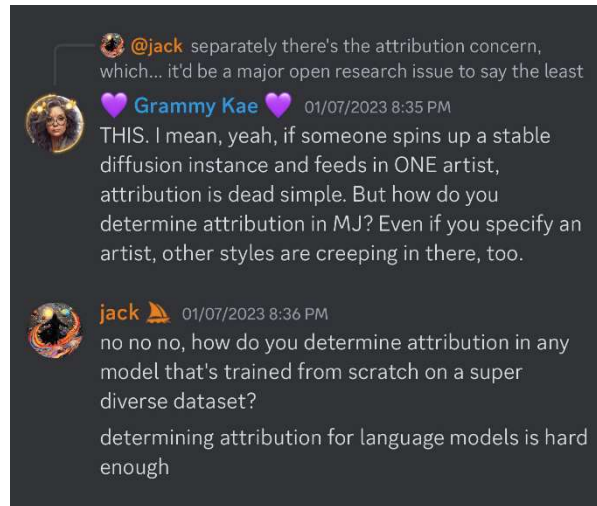 @jack separately there's the attribution concern,
which... it'd be a major open research issue to say the least
💜 Grammy Kae 💜 01/07/2023 8:35 PM
THIS. I mean, yeah, if someone spins up a stable
diffusion instance and feeds in ONE artist,
attribution is dead simple. But how do you
determine attribution in MJ? Even if you specify an
artist, other styles are creeping in there, too.
jack ⛵ 01/07/2023 8:36 PM
no no no, how do you determine attribution in any
model that's trained from scratch on a super
diverse dataset?
determining attribution for language models is hard
enough